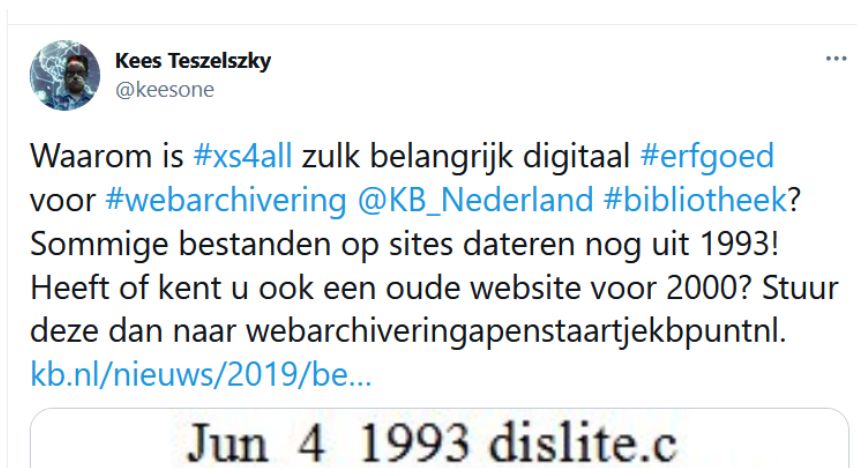 Kees Teszelszky
@keesone
Waarom is #xs4all zulk belangrijk digitaal #erfgoed
voor #webarchivering @KB_Nederland #bibliotheek?
Sommige bestanden op sites dateren nog uit 1993!
Heeft of kent u ook een oude website voor 2000? Stuur
deze dan naar webarchiveringapenstaartjekbpuntnl.
kb.nl/nieuws/2019/be...
Jun 4 1993 dislite.c